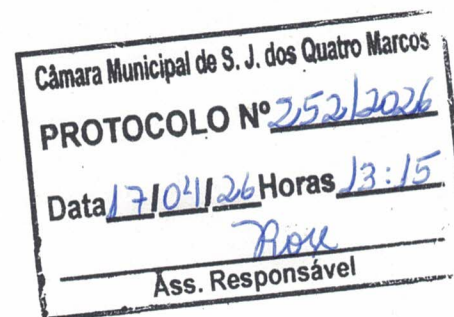 Câmara Municipal de S. J. dos Quatro Marcos
PROTOCOLO Nº 252/2026
Data 17/04/26 Horas 13:15
Ass. Responsável